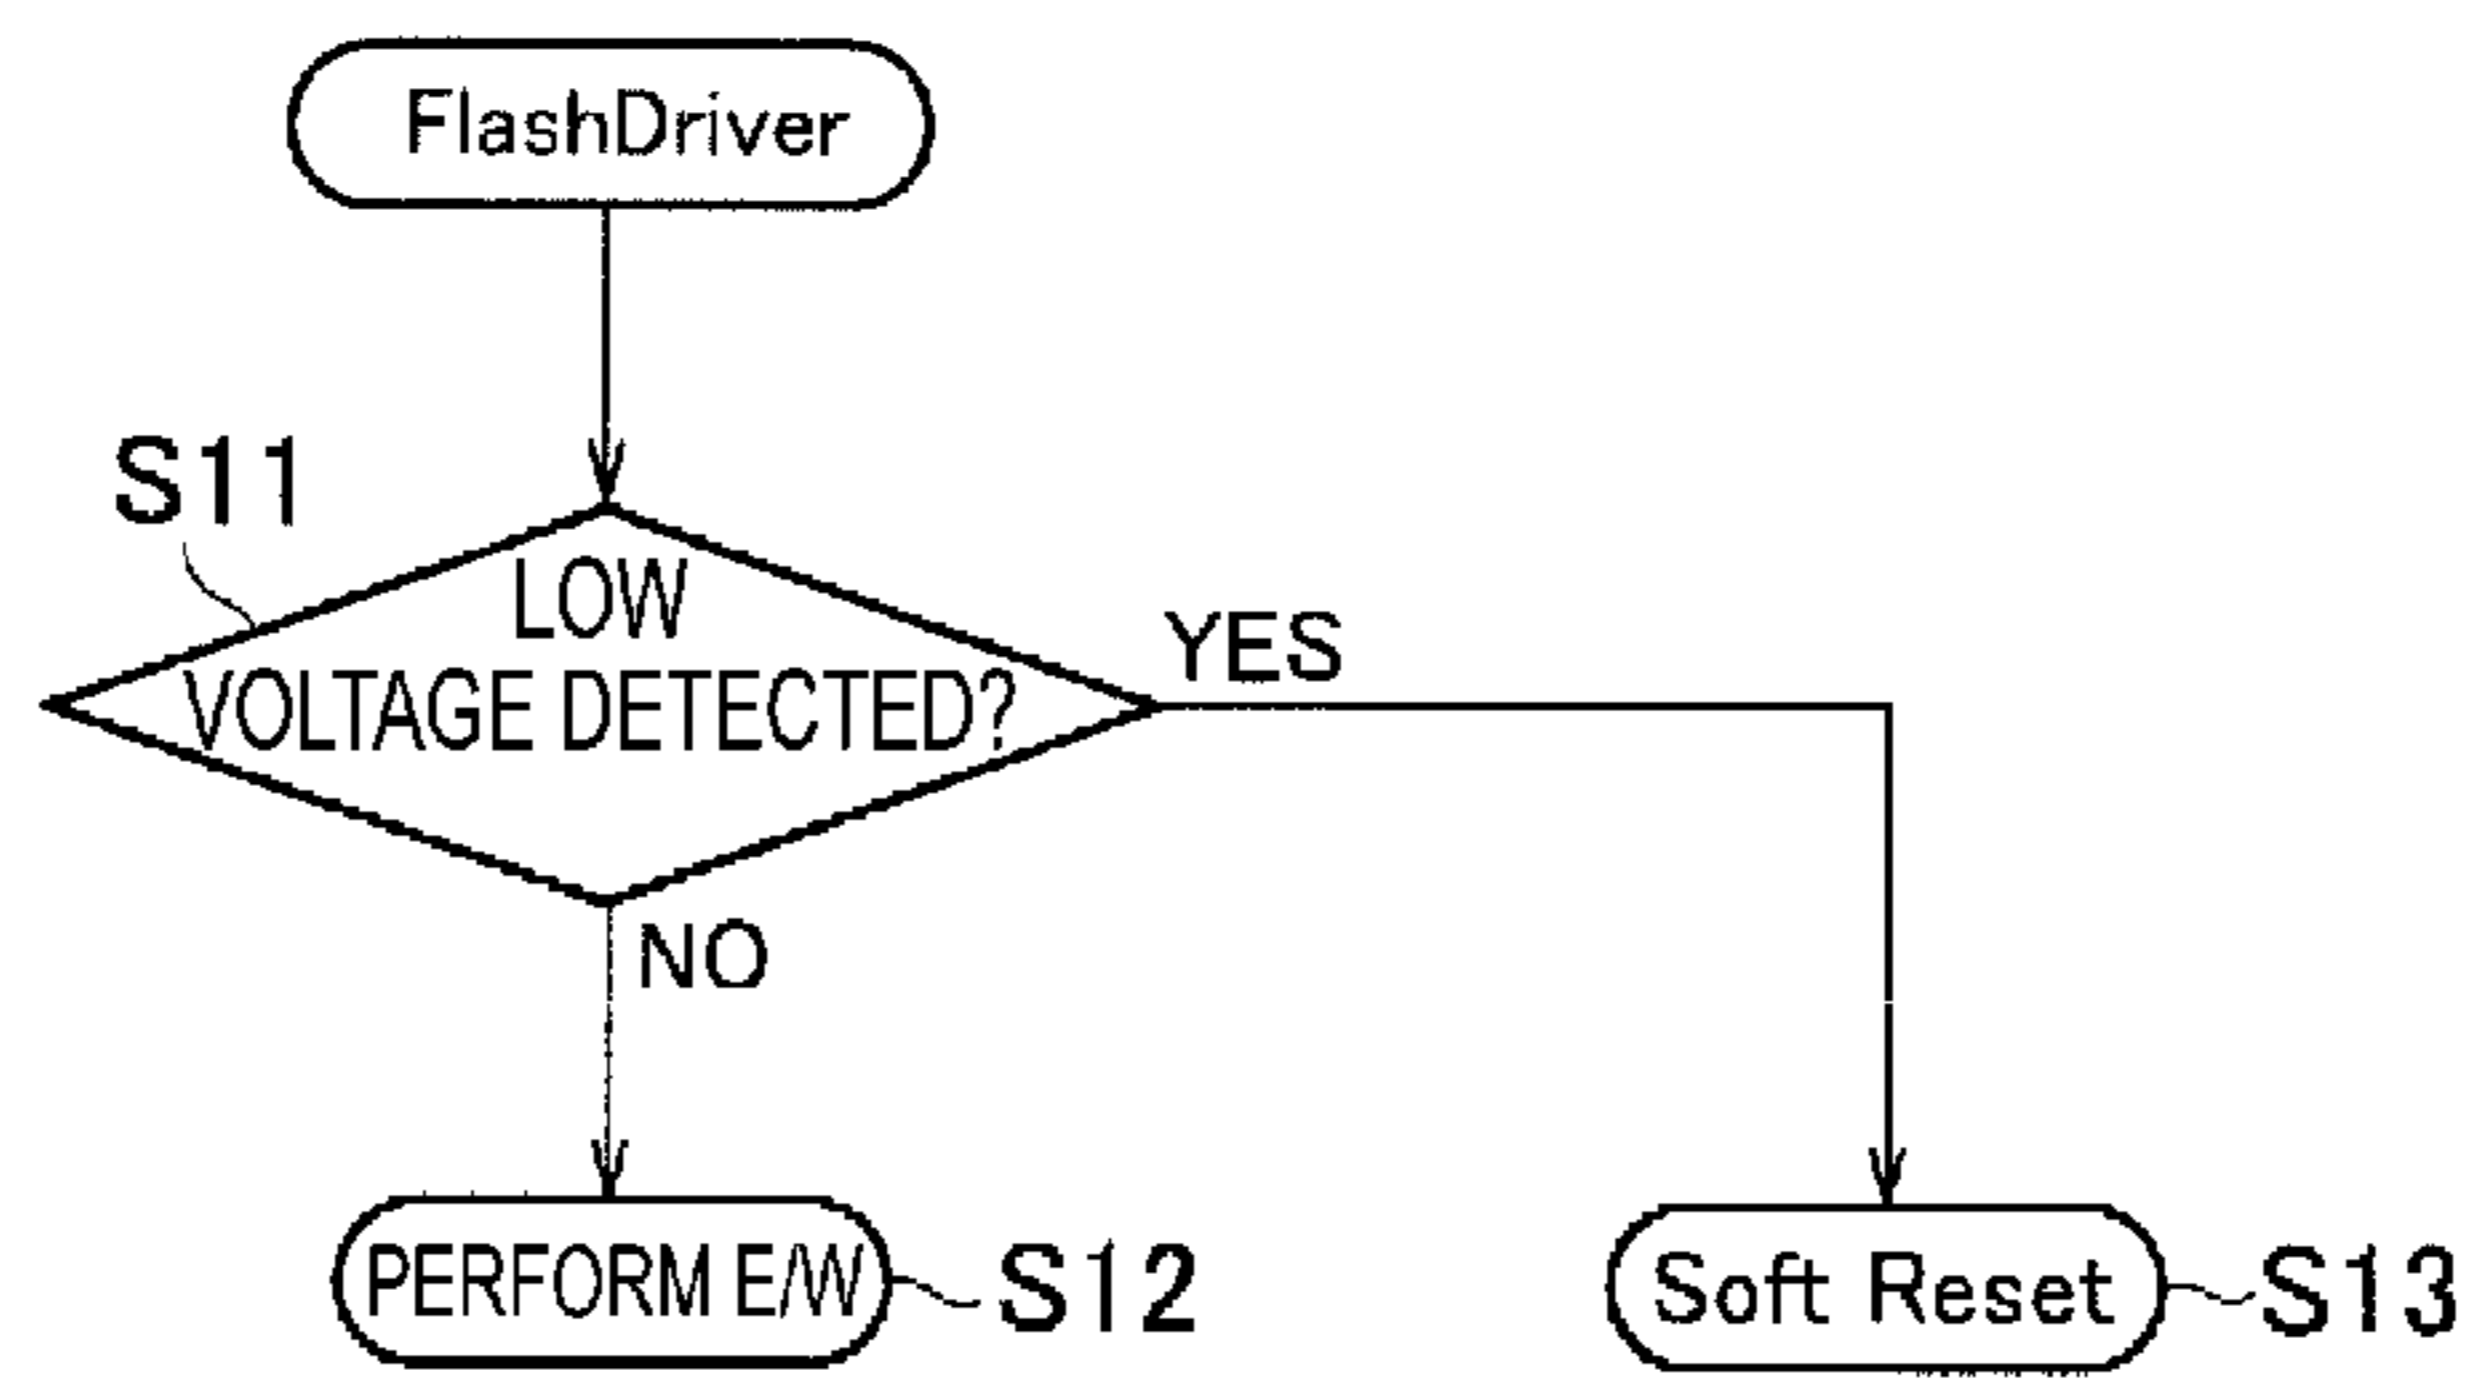 FlashDriver
S11
LOW
VOLTAGE DETECTED?
YES
NO
PERFORM E/W
S12
Soft Reset
S13